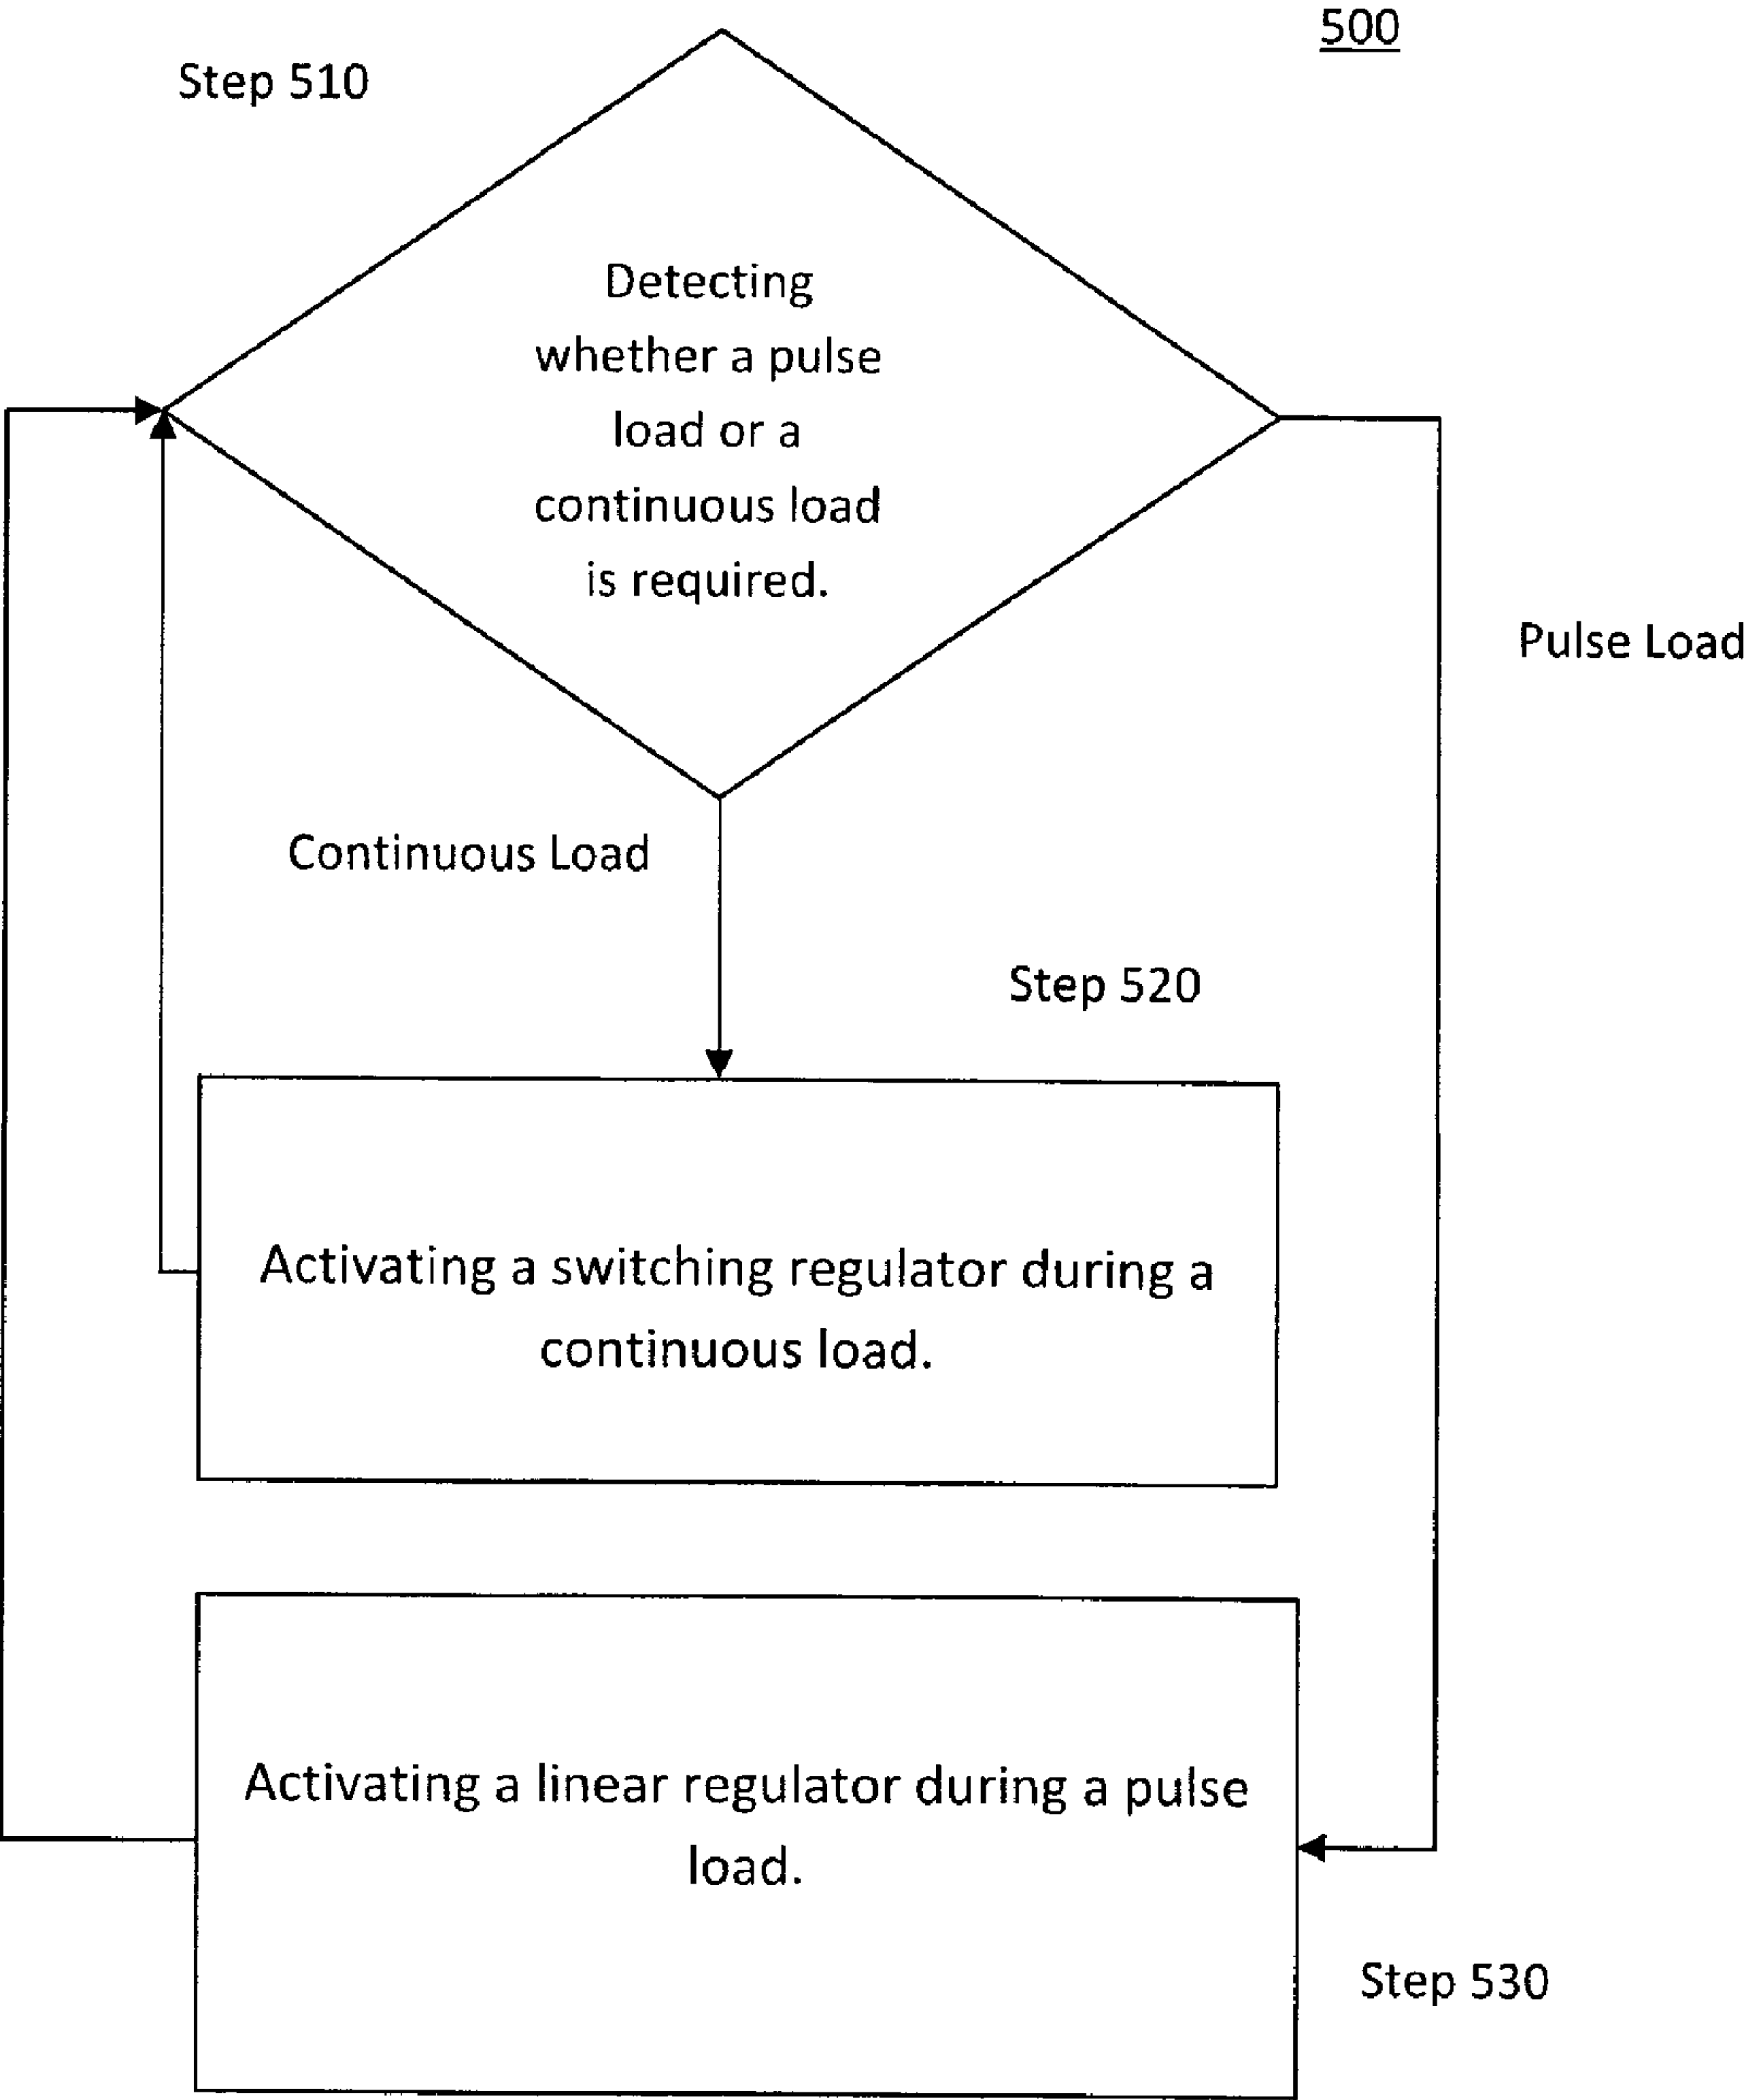 500
Step 510
Detecting
whether a pulse
load or a
continuous load
is required.
Pulse Load
Continuous Load
Step 520
Activating a switching regulator during a
continuous load.
Activating a linear regulator during a pulse
load.
Step 530